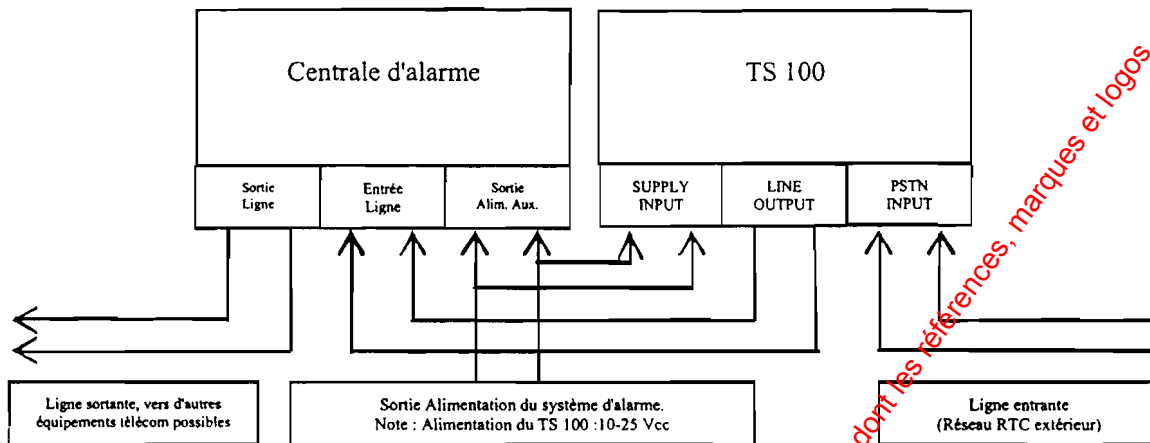 Centrale d'alarme
TS 100
Sortie
Ligne
Entrée
Ligne
Sortie
Alim. Aux.
SUPPLY
INPUT
LINE
OUTPUT
PSTN
INPUT
dont les références, marques et logos
Ligne sortante, vers d'autres
équipements télécom possibles
Sortie Alimentation du système d'alarme.
Note : Alimentation du TS 100 :10-25 Vcc
Ligne entrante
(Réseau RTC extérieur)